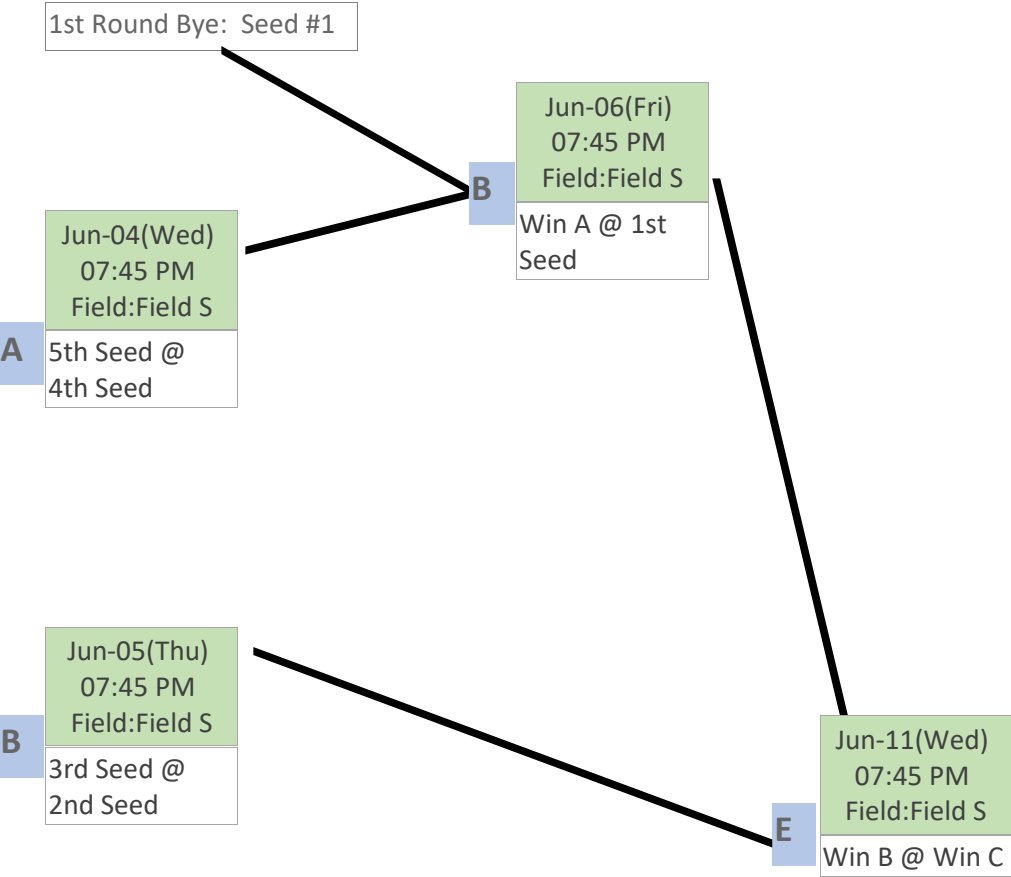 1st Round Bye:  Seed #1
Jun-06(Fri)
07:45 PM
Field:Field S
B
Win A @ 1st
Seed
Jun-04(Wed)
07:45 PM
Field:Field S
A
5th Seed @
4th Seed
Jun-05(Thu)
07:45 PM
Field:Field S
B
3rd Seed @
2nd Seed
Jun-11(Wed)
07:45 PM
Field:Field S
E
Win B @ Win C